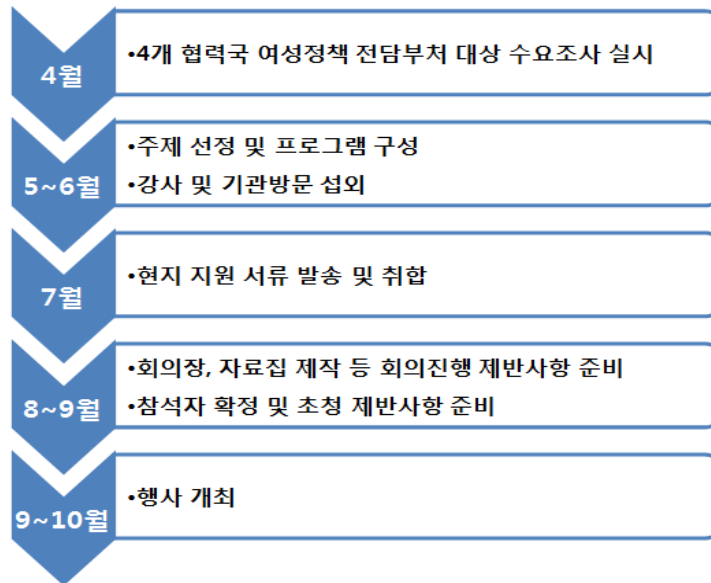 4월
•4개 협력국 여성정책 전담부처 대상 수요조사 실시
5~6월
•주제 선정 및 프로그램 구성
•강사 및 기관방문 섭외
7월
•현지 지원 서류 발송 및 취합
8~9월
•회의장, 자료집 제작 등 회의진행 제반사항 준비
•참석자 확정 및 초청 제반사항 준비
9~10월
•행사 개최